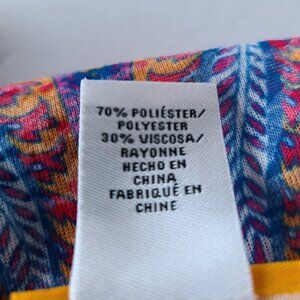 70% POLIÉSTER/
POLYESTER
30% VISCOSA/
RAYONNE
HECHO EN
CHINA
FABRIQUÉ EN
CHINE